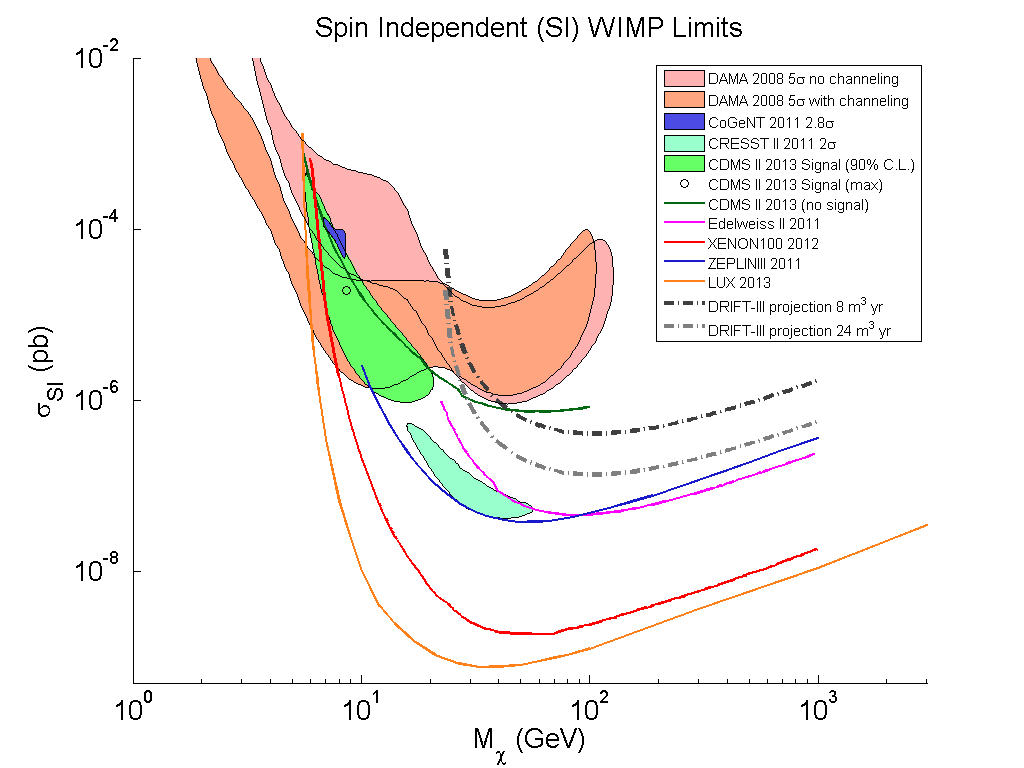 Spin Independent (SI) WIMP Limits
10⁻²
10⁻⁴
10⁻⁶
10⁻⁸
σSI (pb)
DAMA 2008 5σ no channeling
DAMA 2008 5σ with channeling
CoGeNT 2011 2.8σ
CRESST II 2011 2σ
CDMS II 2013 Signal (90% C.L.)
CDMS II 2013 Signal (max)
CDMS II 2013 (no signal)
Edelweiss II 2011
XENON100 2012
ZEPLINIII 2011
LUX 2013
DRIFT-III projection 8 m³ yr
DRIFT-III projection 24 m³ yr
10⁰ 10¹ 10² 10³
Mχ (GeV)